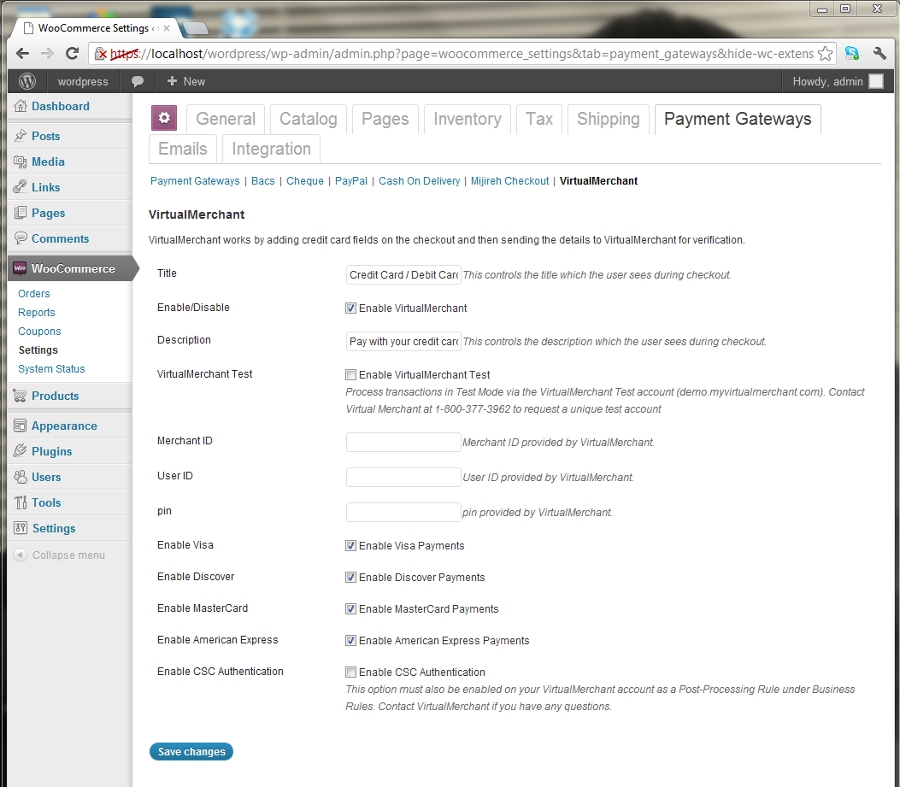 WooCommerce Settings ‹
https://localhost/wordpress/wp-admin/admin.php?page=woocommerce_settings&tab=payment_gateways&hide-wc-extens
wordpress + New Howdy, admin
Dashboard
Posts
Media
Links
Pages
Comments
Woo WooCommerce
Orders
Reports
Coupons
Settings
System Status
Products
Appearance
Plugins
Users
Tools
Settings
Collapse menu
General Catalog Pages Inventory Tax Shipping Payment Gateways
Emails Integration
Payment Gateways | Bacs | Cheque | PayPal | Cash On Delivery | Mijireh Checkout | VirtualMerchant
VirtualMerchant
VirtualMerchant works by adding credit card fields on the checkout and then sending the details to VirtualMerchant for verification.
Title Credit Card / Debit Card This controls the title which the user sees during checkout.
Enable/Disable Enable VirtualMerchant
Description Pay with your credit card This controls the description which the user sees during checkout.
VirtualMerchant Test Enable VirtualMerchant Test
Process transactions in Test Mode via the VirtualMerchant Test account (demo.myvirtualmerchant.com). Contact
Virtual Merchant at 1-800-377-3962 to request a unique test account
Merchant ID Merchant ID provided by VirtualMerchant.
User ID User ID provided by VirtualMerchant.
pin pin provided by VirtualMerchant.
Enable Visa Enable Visa Payments
Enable Discover Enable Discover Payments
Enable MasterCard Enable MasterCard Payments
Enable American Express Enable American Express Payments
Enable CSC Authentication Enable CSC Authentication
This option must also be enabled on your VirtualMerchant account as a Post-Processing Rule under Business
Rules. Contact VirtualMerchant if you have any questions.
Save changes